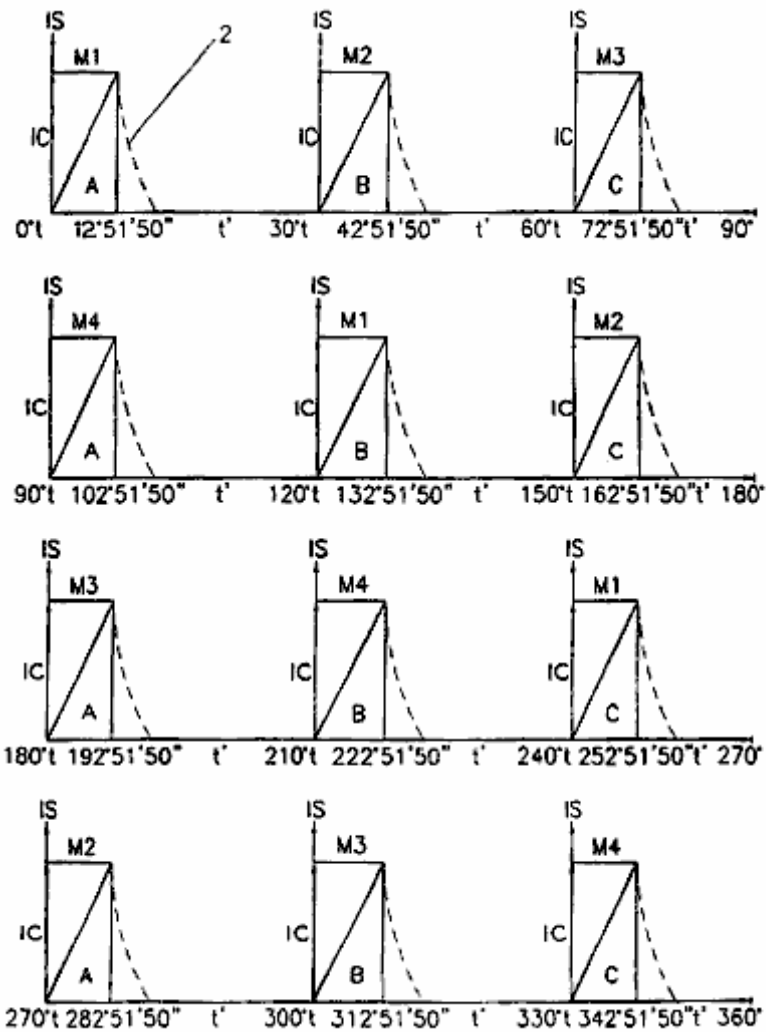 IS IS IS
M1 2 M2 M3
IC IC IC
A B C
0°t 12°51'50" t' 30°t 42°51'50" t' 60°t 72°51'50"t' 90°
IS IS IS
M4 M1 M2
IC IC IC
A B C
90°t 102°51'50" t' 120°t 132°51'50" t' 150°t 162°51'50"t' 180°
IS IS IS
M3 M4 M1
IC IC IC
A B C
180°t 192°51'50" t' 210°t 222°51'50" t' 240°t 252°51'50"t' 270°
IS IS IS
M2 M3 M4
IC IC IC
A B C
270°t 282°51'50" t' 300°t 312°51'50" t' 330°t 342°51'50"t' 360°